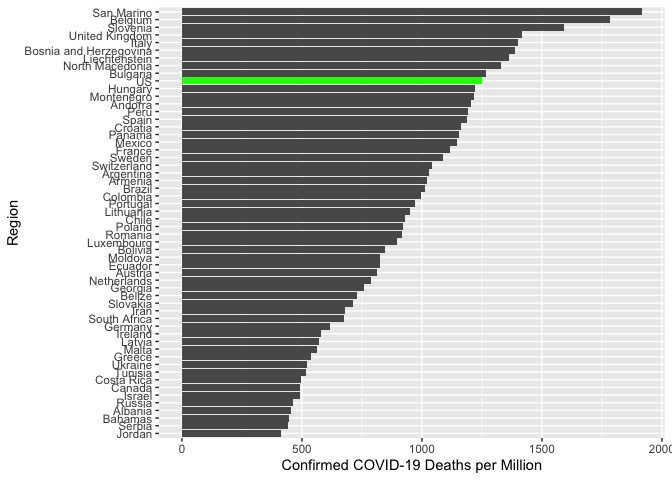 San Marino
Belgium
Slovenia
United Kingdom
Italy
Bosnia and Herzegovina
Liechtenstein
North Macedonia
Bulgaria
US
Hungary
Montenegro
Andorra
Peru
Spain
Croatia
Panama
Mexico
France
Sweden
Switzerland
Argentina
Armenia
Brazil
Colombia
Portugal
Lithuania
Chile
Poland
Romania
Luxembourg
Bolivia
Moldova
Ecuador
Austria
Netherlands
Georgia
Belize
Slovakia
Iran
South Africa
Germany
Ireland
Latvia
Malta
Greece
Ukraine
Tunisia
Costa Rica
Canada
Israel
Russia
Albania
Bahamas
Serbia
Jordan
Region
0 500 1000 1500 2000
Confirmed COVID-19 Deaths per Million